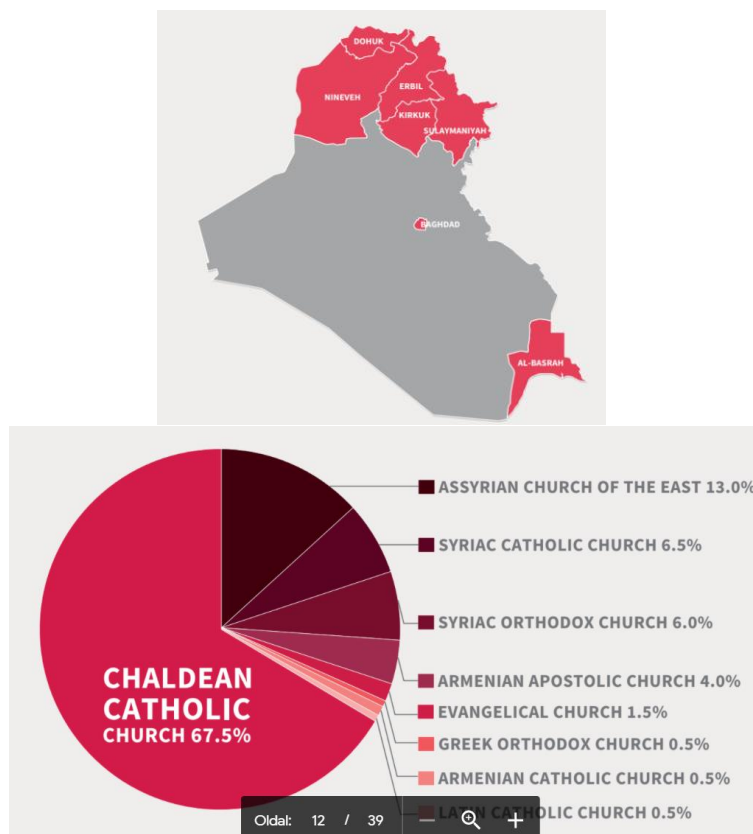 DOHUK
NINEVEH
ERBIL
KIRKUK
SULAYMANIYAH
BAGHDAD
AL-BASRAH
ASSYRIAN CHURCH OF THE EAST 13.0%
SYRIAC CATHOLIC CHURCH 6.5%
SYRIAC ORTHODOX CHURCH 6.0%
CHALDEAN
CATHOLIC
CHURCH 67.5%
ARMENIAN APOSTOLIC CHURCH 4.0%
EVANGELICAL CHURCH 1.5%
GREEK ORTHODOX CHURCH 0.5%
ARMENIAN CATHOLIC CHURCH 0.5%
LATIN CATHOLIC CHURCH 0.5%
Oldal: 12 / 39